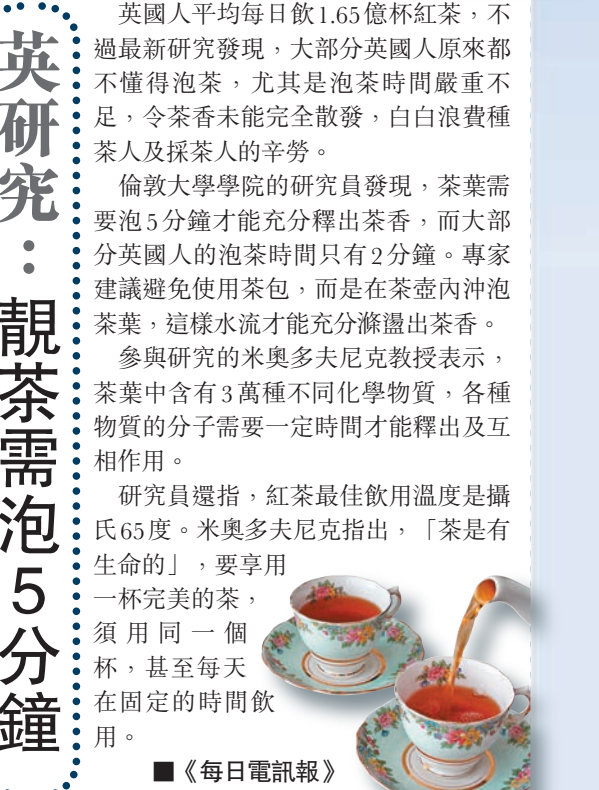 英研究：靚茶需泡5分鐘
英國人平均每日飲1.65億杯紅茶，不
過最新研究發現，大部分英國人原來都
不懂得泡茶，尤其是泡茶時間嚴重不
足，令茶香未能完全散發，白白浪費種
茶人及採茶人的辛勞。
倫敦大學學院的研究員發現，茶葉需
要泡5分鐘才能充分釋出茶香，而大部
分英國人的泡茶時間只有2分鐘。專家
建議避免使用茶包，而是在茶壺內沖泡
茶葉，這樣水流才能充分滌盪出茶香。
參與研究的米奧多夫尼克教授表示，
茶葉中含有3萬種不同化學物質，各種
物質的分子需要一定時間才能釋出及互
相作用。
研究員還指，紅茶最佳飲用溫度是攝
氏65度。米奧多夫尼克指出，「茶是有
生命的」，要享用
一杯完美的茶，
須用同一個
杯，甚至每天
在固定的時間飲
用。
■《每日電訊報》